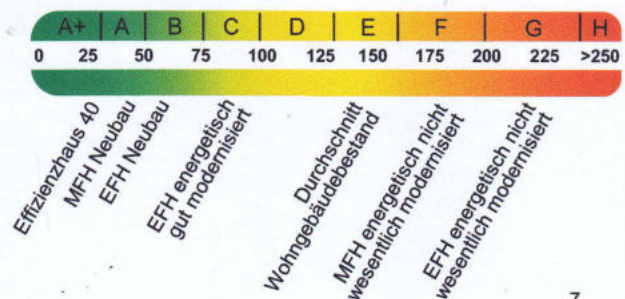 A+ A B C D E F G H
0 25 50 75 100 125 150 175 200 225 >250
Effizienzhaus 40
MFH Neubau
EFH Neubau
EFH energetisch
gut modernisiert
Durchschnitt
Wohngebäudebestand
MFH energetisch nicht
wesentlich modernisiert
EFH energetisch nicht
wesentlich modernisiert
7